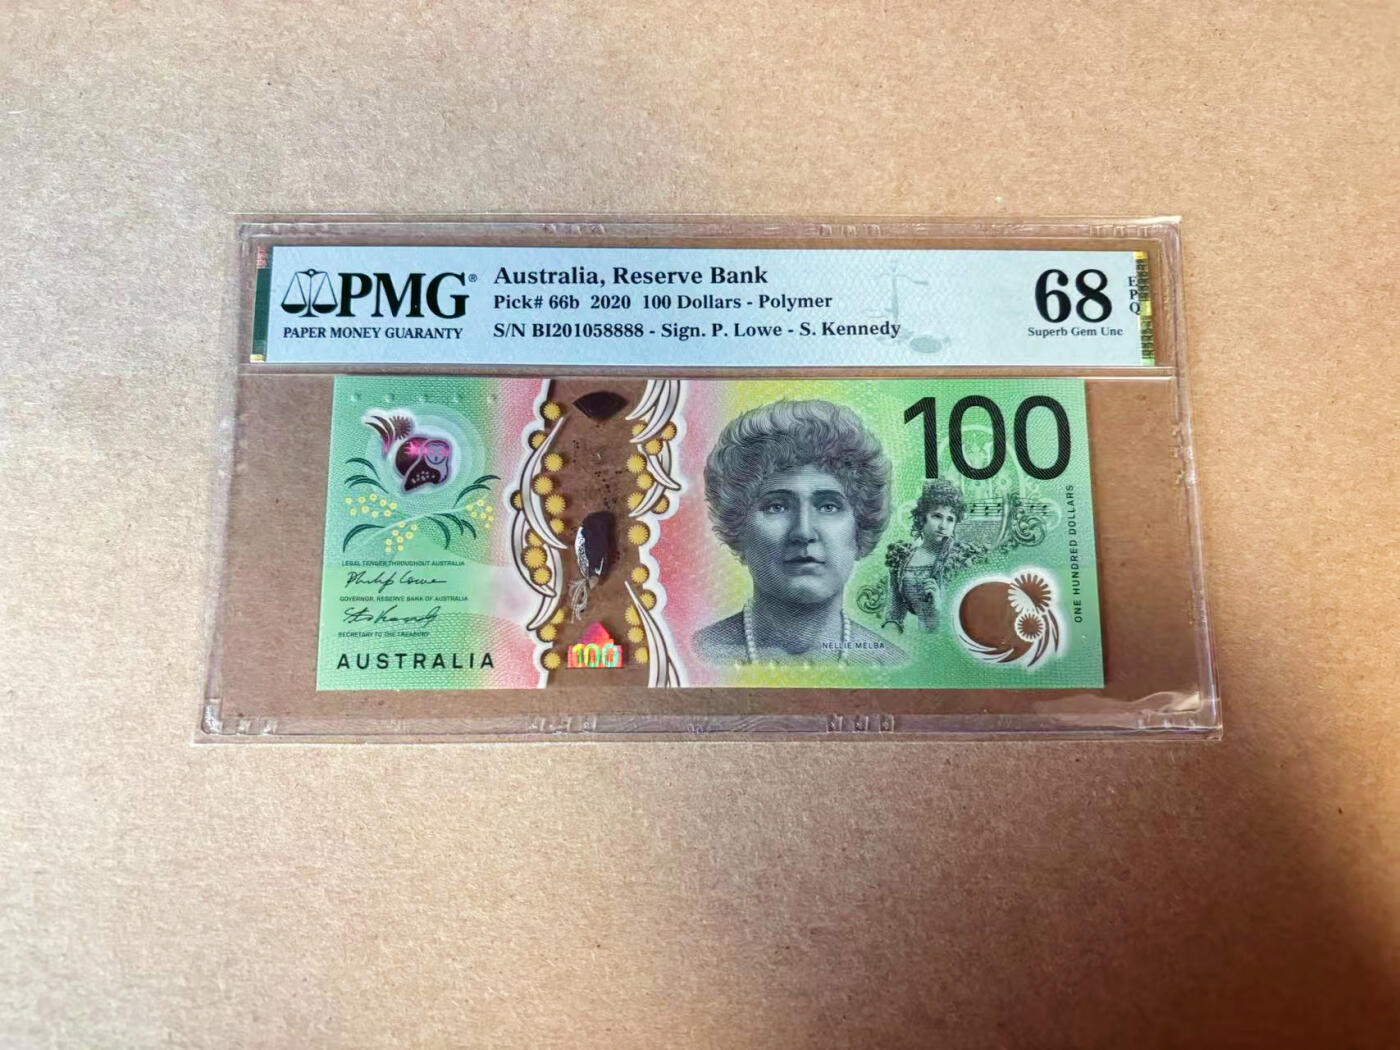 PMG®
PAPER MONEY GUARANTY
Australia, Reserve Bank
Pick# 66b 2020 100 Dollars - Polymer
S/N BI201058888 - Sign. P. Lowe - S. Kennedy
68
Superb Gem Unc
E
P
Q
100
ONE HUNDRED DOLLARS
LEGAL TENDER THROUGHOUT AUSTRALIA
Philip Lowe
GOVERNOR, RESERVE BANK OF AUSTRALIA
SECRETARY TO THE TREASURY
AUSTRALIA
100
NELLIE MELBA